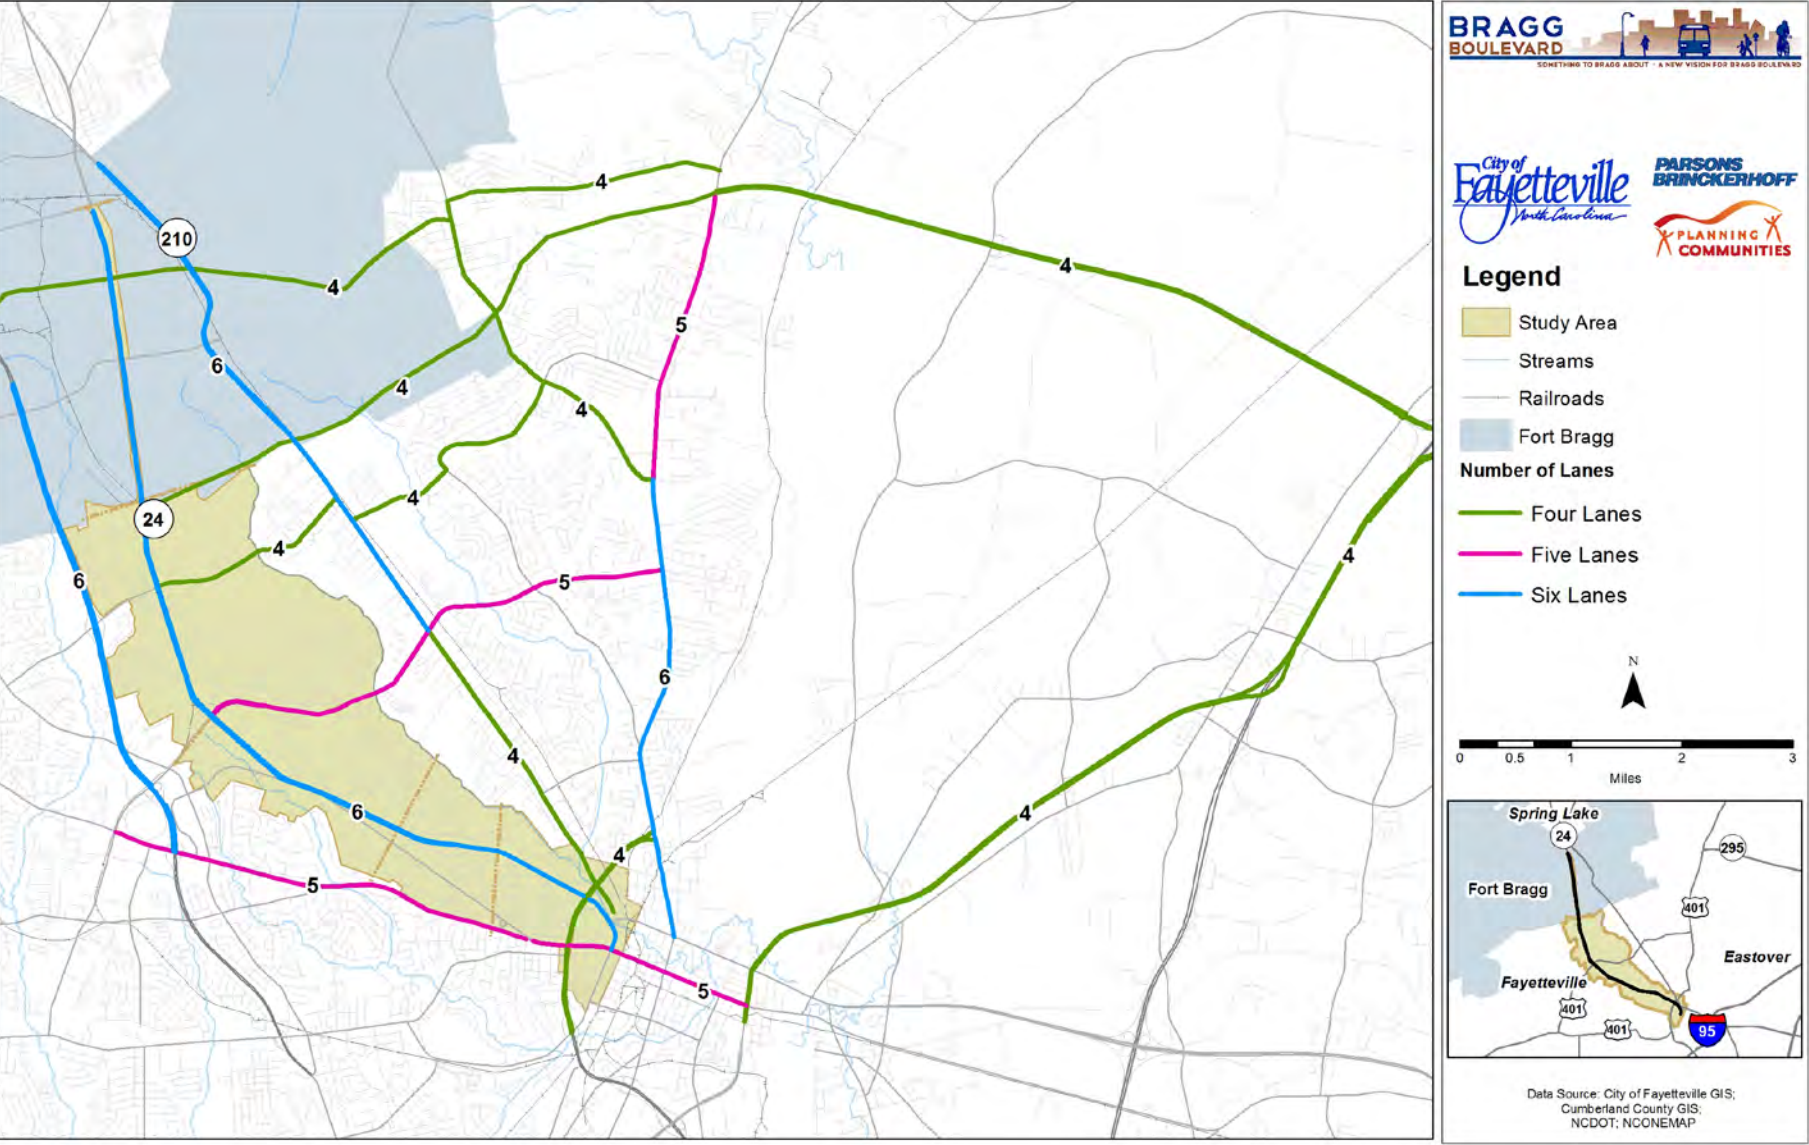 4
210
5
4
4
6
4
4
24
4
4
4
5
6
6
4
6
4
4
5
5
BRAGG
BOULEVARD
SOMETHING TO BRAGG ABOUT - A NEW VISION FOR BRAGG BOULEVARD
City of
Fayetteville
North Carolina
PARSONS
BRINCKERHOFF
PLANNING
COMMUNITIES
Legend
Study Area
Streams
Railroads
Fort Bragg
Number of Lanes
Four Lanes
Five Lanes
Six Lanes
N
0 0.5 1 2 3
Miles
Spring Lake
24
295
Fort Bragg
401
Eastover
Fayetteville
401
401
95
Data Source: City of Fayetteville GIS;
Cumberland County GIS;
NCDOT; NCONEMAP